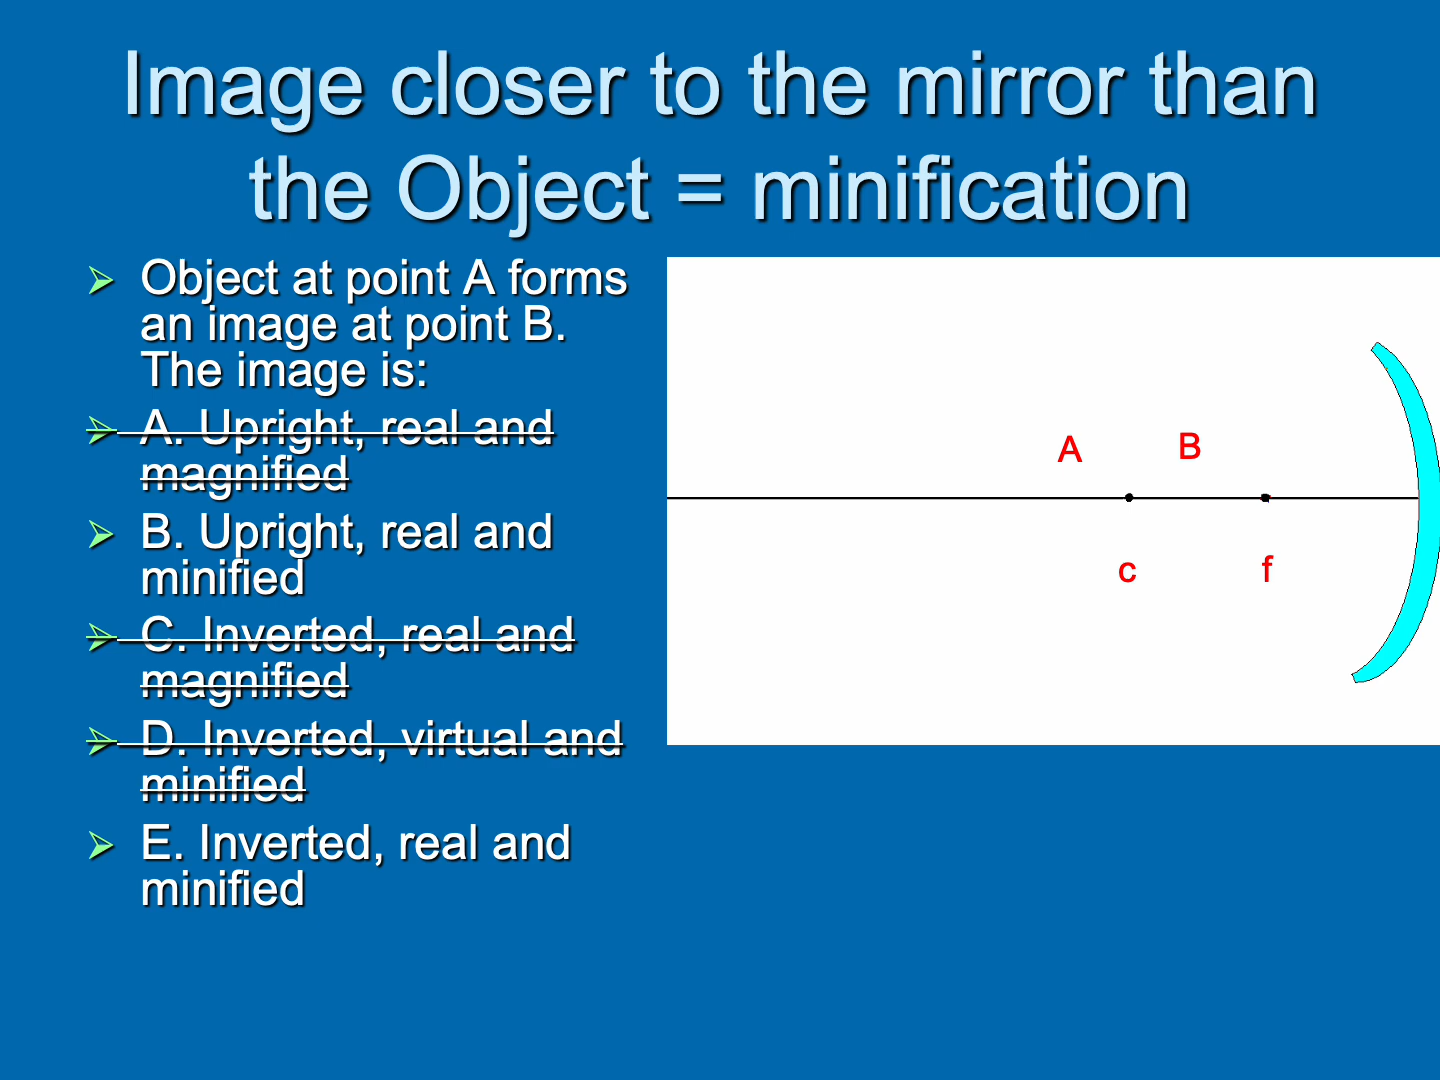 Image closer to the mirror than
the Object = minification
Object at point A forms
an image at point B.
The image is:
A. Upright, real and
magnified
B. Upright, real and
minified
C. Inverted, real and
magnified
D. Inverted, virtual and
minified
E. Inverted, real and
minified
A
B
c
f